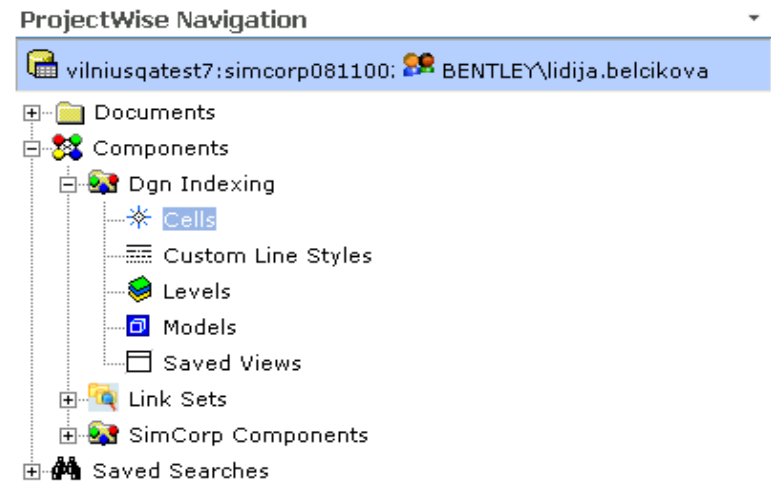 ProjectWise Navigation
vilniusqatest7:simcorp081100: BENTLEY\lidija.belcikova
Documents
Components
Dgn Indexing
Cells
Custom Line Styles
Levels
Models
Saved Views
Link Sets
SimCorp Components
Saved Searches